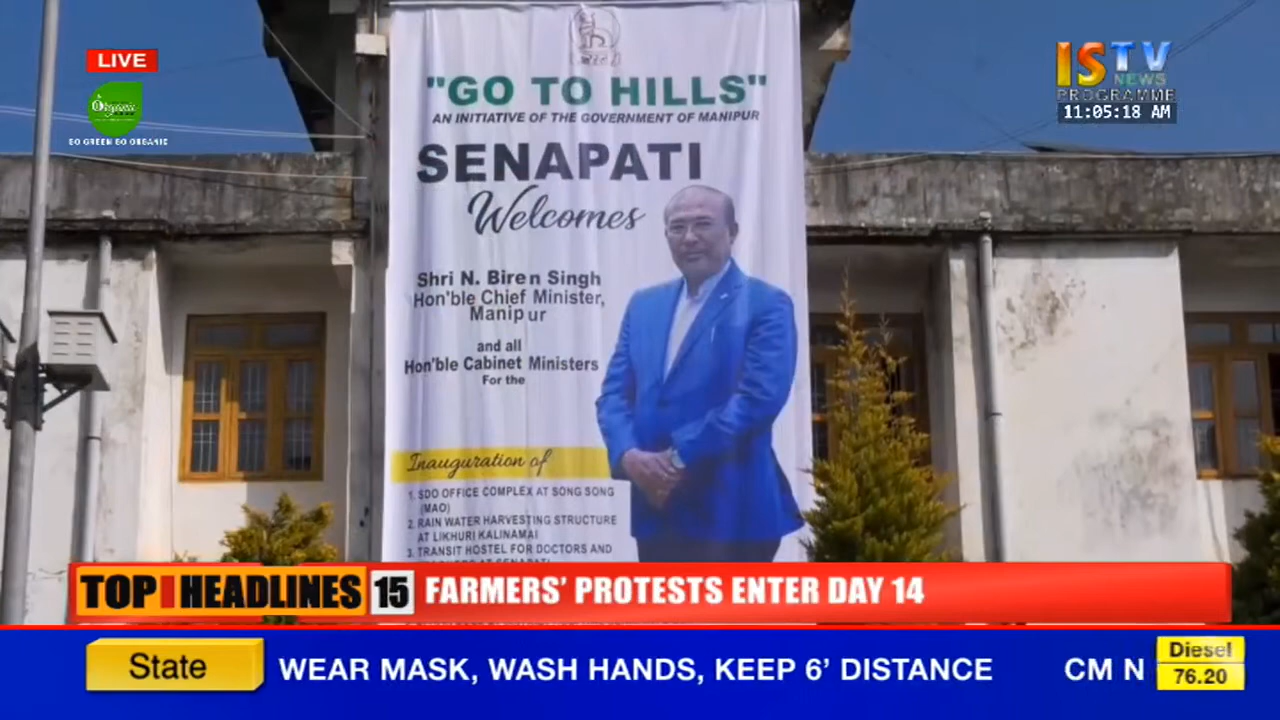 LIVE
Organic
GO GREEN GO ORGANIC
ISTV
NEWS
PROGRAMME
11:05:18 AM
"GO TO HILLS"
AN INITIATIVE OF THE GOVERNMENT OF MANIPUR
SENAPATI
Welcomes
Shri N. Biren Singh
Hon'ble Chief Minister,
Manipur
and all
Hon'ble Cabinet Ministers
For the
Inauguration of
1. SDO OFFICE COMPLEX AT SONG SONG
(MAO)
2. RAIN WATER HARVESTING STRUCTURE
AT LIKHURI KALINAMAI
3. TRANSIT HOSTEL FOR DOCTORS AND
TOP HEADLINES 15 FARMERS' PROTESTS ENTER DAY 14
State WEAR MASK, WASH HANDS, KEEP 6' DISTANCE CM N
Diesel
76.20